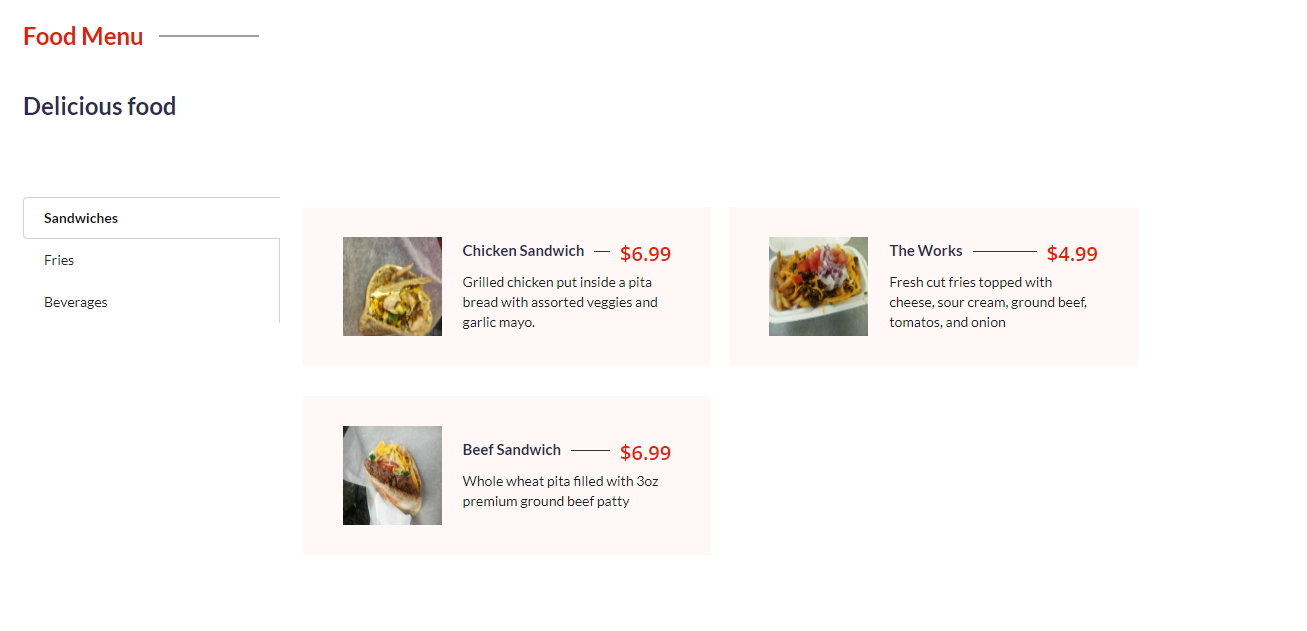 Food Menu
Delicious food
Sandwiches
Fries
Beverages
Chicken Sandwich $6.99
Grilled chicken put inside a pita
bread with assorted veggies and
garlic mayo.
The Works $4.99
Fresh cut fries topped with
cheese, sour cream, ground beef,
tomatos, and onion
Beef Sandwich $6.99
Whole wheat pita filled with 3oz
premium ground beef patty